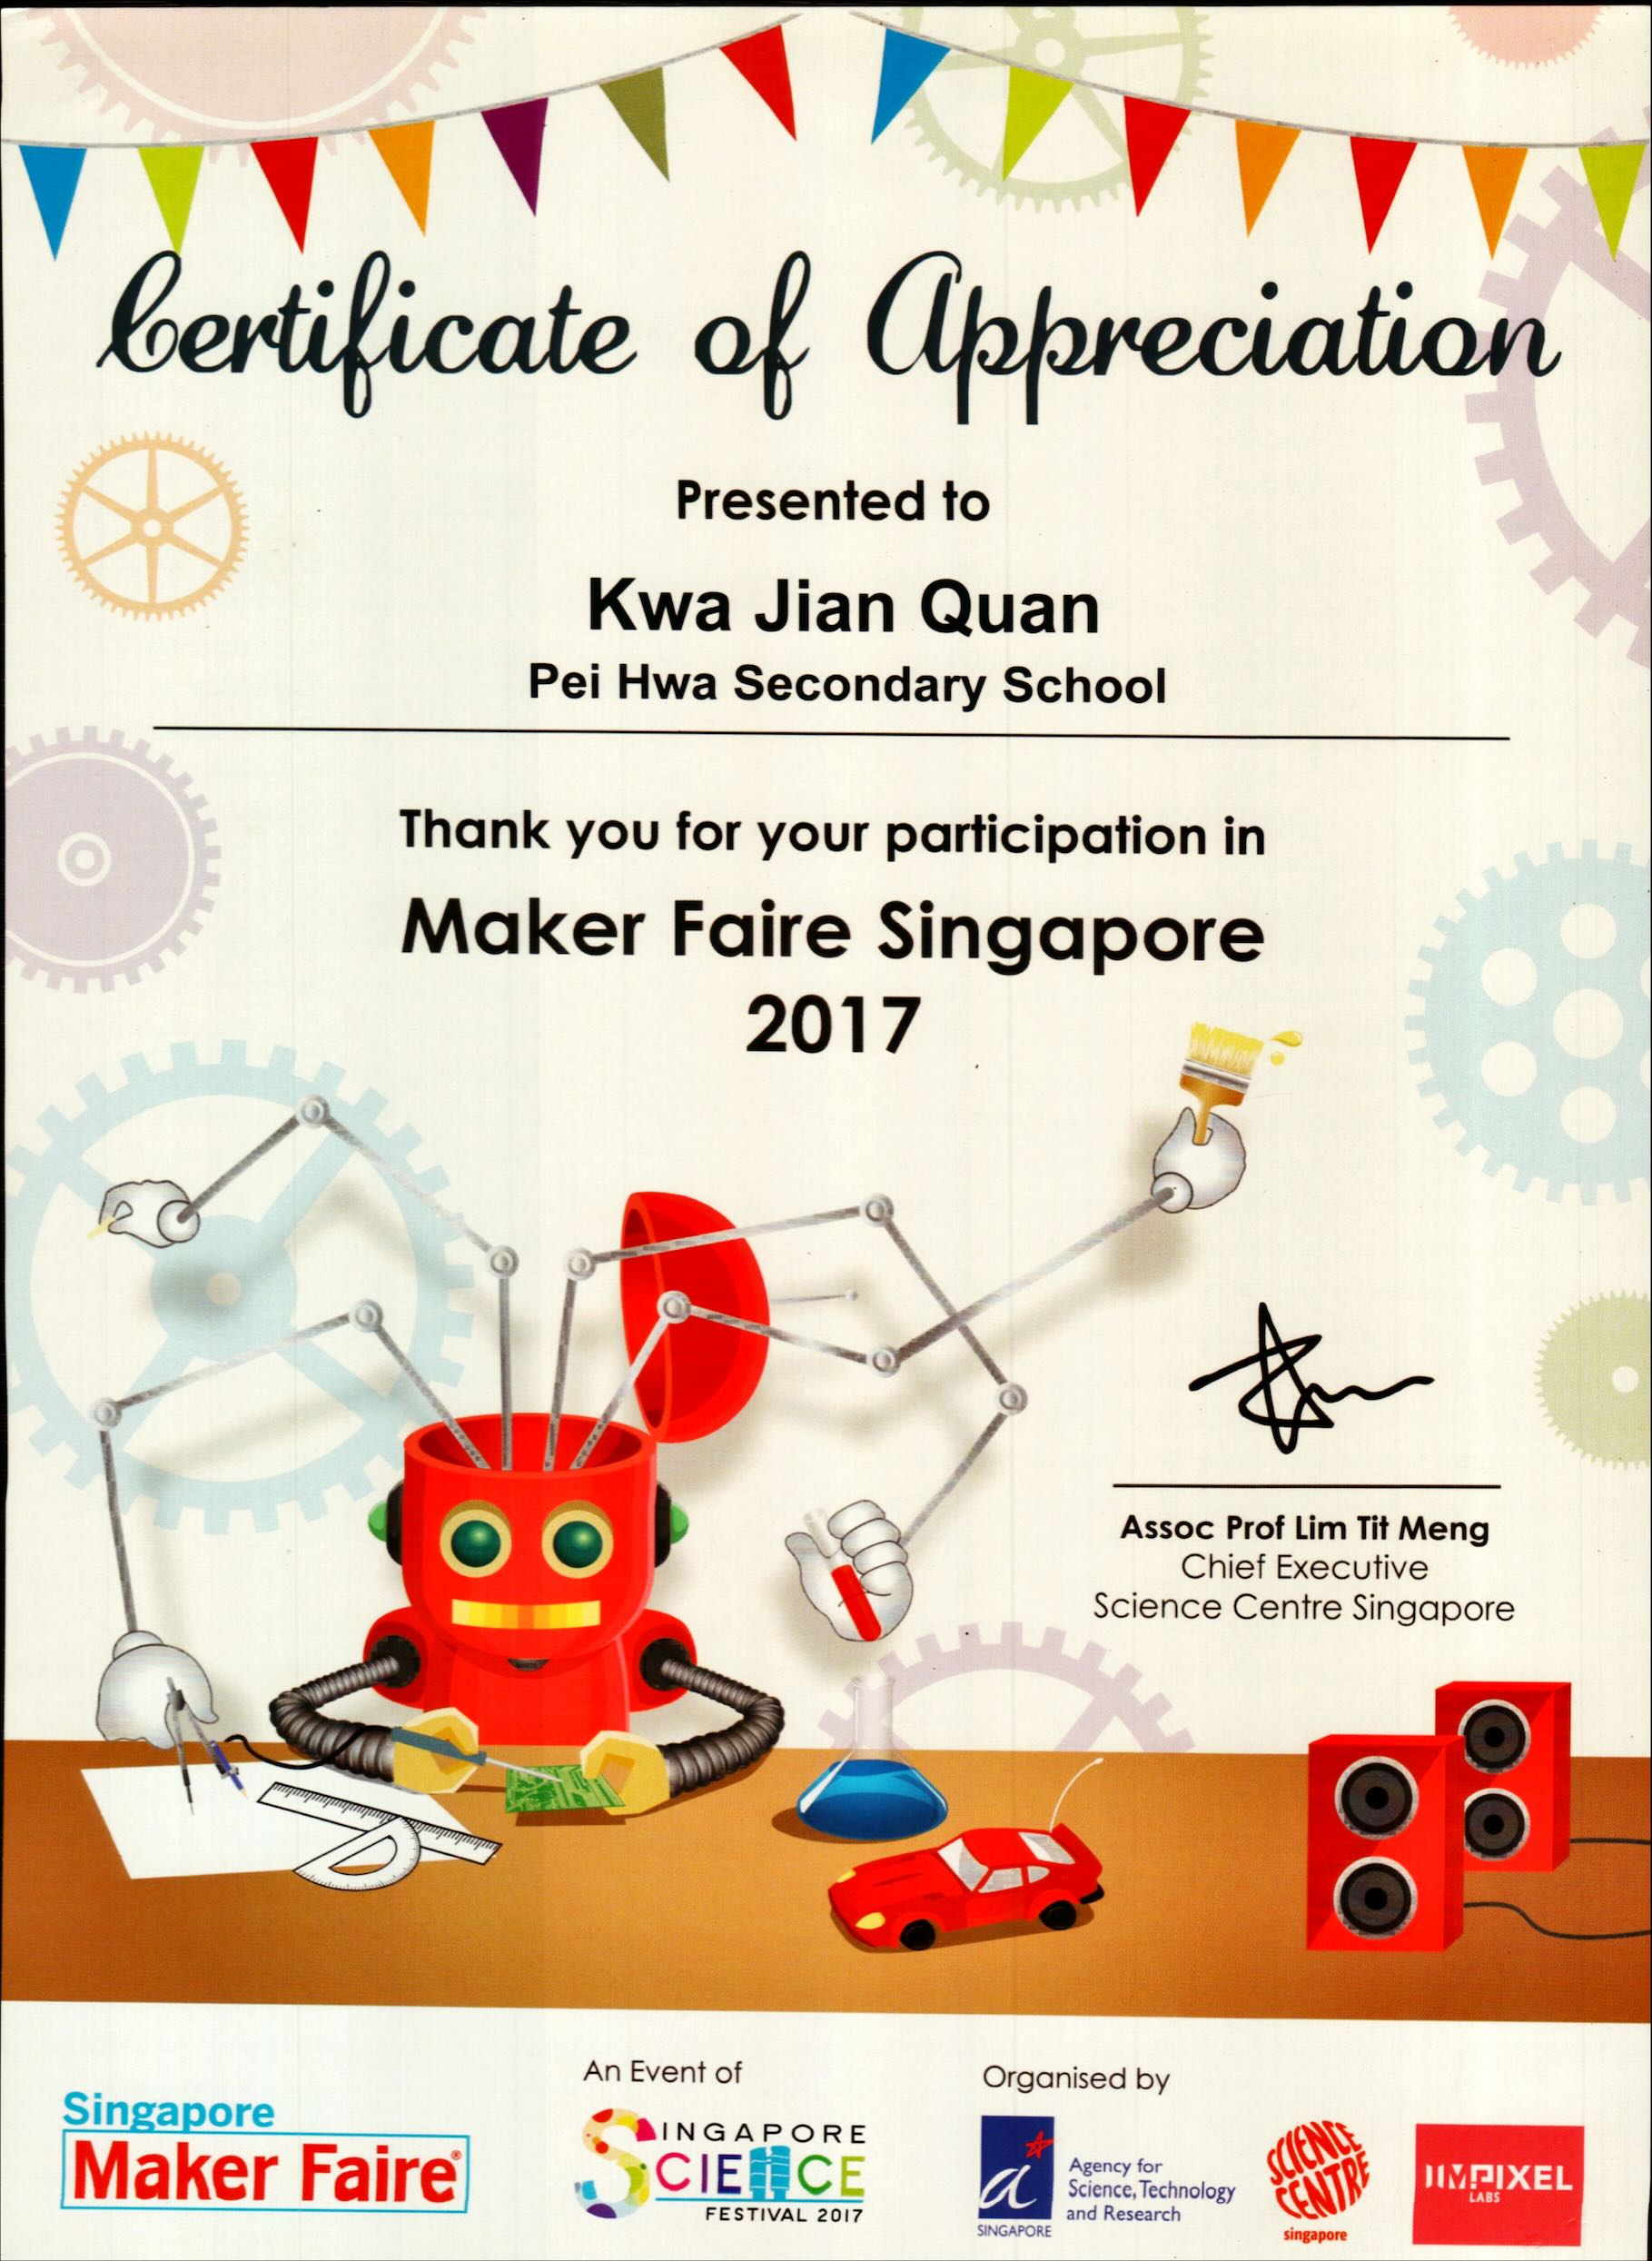 Certificate of Appreciation
Presented to
Kwa Jian Quan
Pei Hwa Secondary School
Thank you for your participation in
Maker Faire Singapore
2017
Assoc Prof Lim Tit Meng
Chief Executive
Science Centre Singapore
An Event of
Organised by
Singapore
Maker Faire®
SINGAPORE
SCIENCE
FESTIVAL 2017
a
SINGAPORE
Agency for
Science, Technology
and Research
SCIENCE
CENTRE
singapore
IMPIXEL
LABS